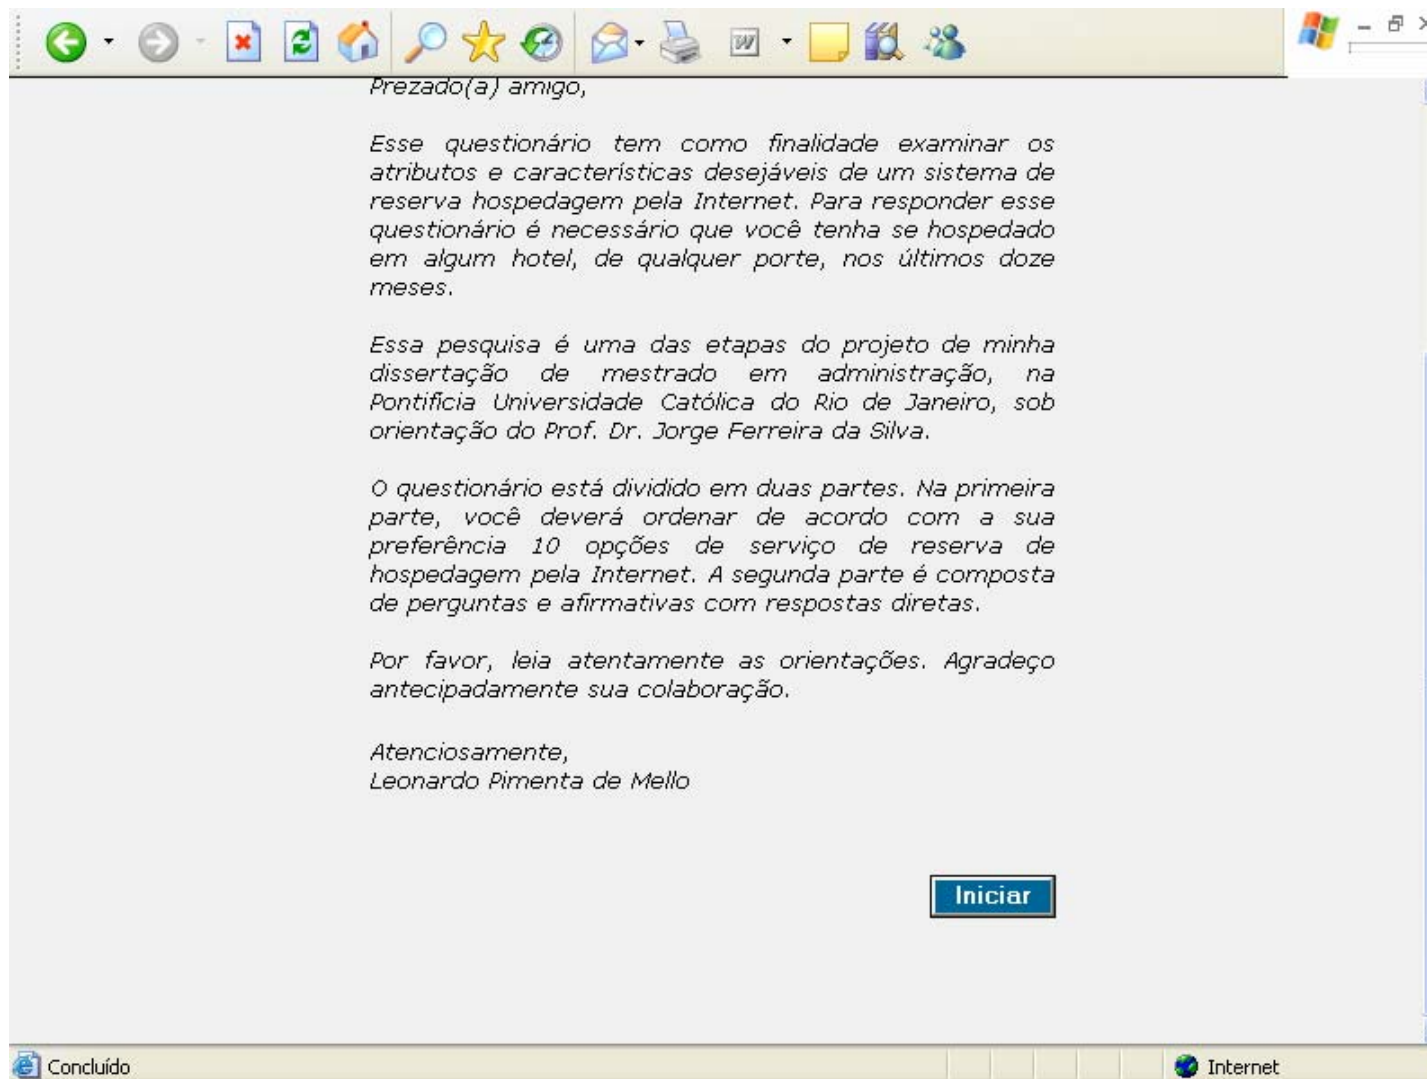 Prezado(a) amigo,
Esse questionário tem como finalidade examinar os
atributos e características desejáveis de um sistema de
reserva hospedagem pela Internet. Para responder esse
questionário é necessário que você tenha se hospedado
em algum hotel, de qualquer porte, nos últimos doze
meses.
Essa pesquisa é uma das etapas do projeto de minha
dissertação de mestrado em administração, na
Pontifícia Universidade Católica do Rio de Janeiro, sob
orientação do Prof. Dr. Jorge Ferreira da Silva.
O questionário está dividido em duas partes. Na primeira
parte, você deverá ordenar de acordo com a sua
preferência 10 opções de serviço de reserva de
hospedagem pela Internet. A segunda parte é composta
de perguntas e afirmativas com respostas diretas.
Por favor, leia atentamente as orientações. Agradeço
antecipadamente sua colaboração.
Atenciosamente,
Leonardo Pimenta de Mello
Iniciar
Concluído
Internet